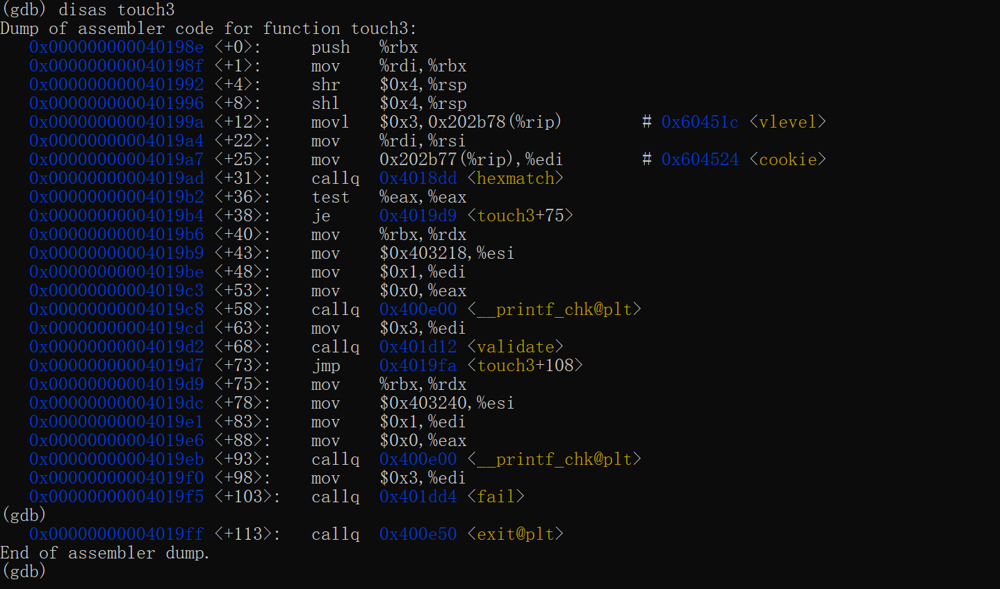 (gdb) disas touch3
Dump of assembler code for function touch3:
   0x000000000040198e <+0>:     push   %rbx
   0x000000000040198f <+1>:     mov    %rdi,%rbx
   0x0000000000401992 <+4>:     shr    $0x4,%rsp
   0x0000000000401996 <+8>:     shl    $0x4,%rsp
   0x000000000040199a <+12>:    movl   $0x3,0x202b78(%rip)        # 0x60451c <vlevel>
   0x00000000004019a4 <+22>:    mov    %rdi,%rsi
   0x00000000004019a7 <+25>:    mov    0x202b77(%rip),%edi        # 0x604524 <cookie>
   0x00000000004019ad <+31>:    callq  0x4018dd <hexmatch>
   0x00000000004019b2 <+36>:    test   %eax,%eax
   0x00000000004019b4 <+38>:    je     0x4019d9 <touch3+75>
   0x00000000004019b6 <+40>:    mov    %rbx,%rdx
   0x00000000004019b9 <+43>:    mov    $0x403218,%esi
   0x00000000004019be <+48>:    mov    $0x1,%edi
   0x00000000004019c3 <+53>:    mov    $0x0,%eax
   0x00000000004019c8 <+58>:    callq  0x400e00 <__printf_chk@plt>
   0x00000000004019cd <+63>:    mov    $0x3,%edi
   0x00000000004019d2 <+68>:    callq  0x401d12 <validate>
   0x00000000004019d7 <+73>:    jmp    0x4019fa <touch3+108>
   0x00000000004019d9 <+75>:    mov    %rbx,%rdx
   0x00000000004019dc <+78>:    mov    $0x403240,%esi
   0x00000000004019e1 <+83>:    mov    $0x1,%edi
   0x00000000004019e6 <+88>:    mov    $0x0,%eax
   0x00000000004019eb <+93>:    callq  0x400e00 <__printf_chk@plt>
   0x00000000004019f0 <+98>:    mov    $0x3,%edi
   0x00000000004019f5 <+103>:   callq  0x401dd4 <fail>
(gdb)
   0x00000000004019ff <+113>:   callq  0x400e50 <exit@plt>
End of assembler dump.
(gdb)